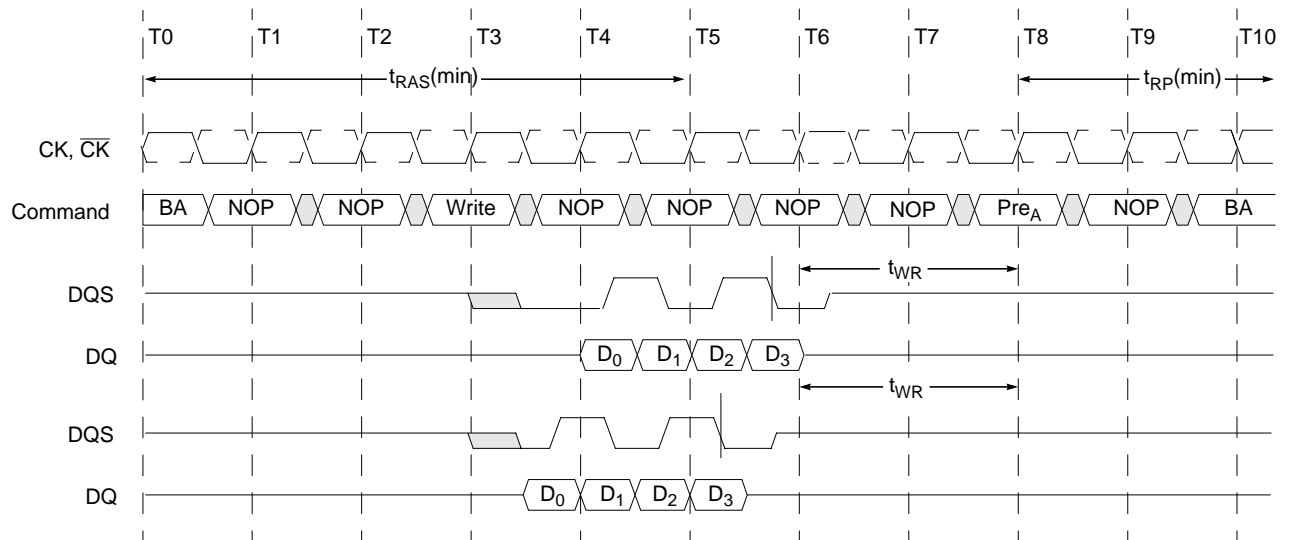 T0 T1 T2 T3 T4 T5 T6 T7 T8 T9 T10
tRAS(min) tRP(min)
CK, C̅K̅
Command BA NOP NOP Write NOP NOP NOP NOP PreA NOP BA
tWR
DQS
DQ D0 D1 D2 D3
tWR
DQS
DQ D0 D1 D2 D3